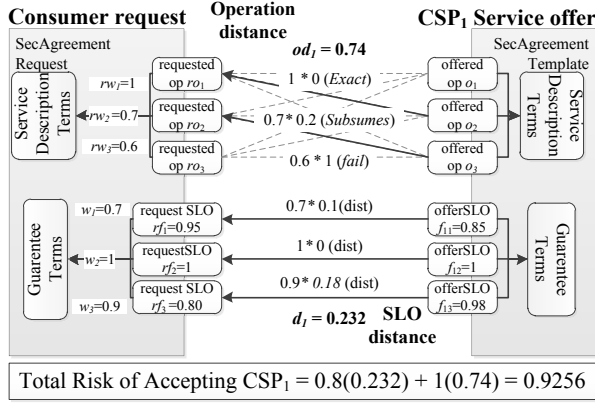 Consumer request
Operation
distance
CSP1 Service offer
SecAgreement
Request
od1 = 0.74
SecAgreement
Template
Service
Description
Terms
rw1=1
rw2=0.7
rw3=0.6
requested
op ro1
requested
op ro2
requested
op ro3
1 * 0 (Exact)
0.7* 0.2 (Subsumes)
0.6 * 1 (fail)
offered
op o1
offered
op o2
offered
op o3
Service
Description
Terms
Guarentee
Terms
w1=0.7
w2=1
w3=0.9
request SLO
rf1=0.95
requestSLO
rf2=1
request SLO
rf3=0.80
0.7* 0.1(dist)
1* 0 (dist)
0.9* 0.18 (dist)
offerSLO
f11=0.85
offerSLO
f12=1
offerSLO
f13=0.98
Guarentee
Terms
d1 = 0.232
SLO
distance
Total Risk of Accepting CSP1 = 0.8(0.232) + 1(0.74) = 0.9256